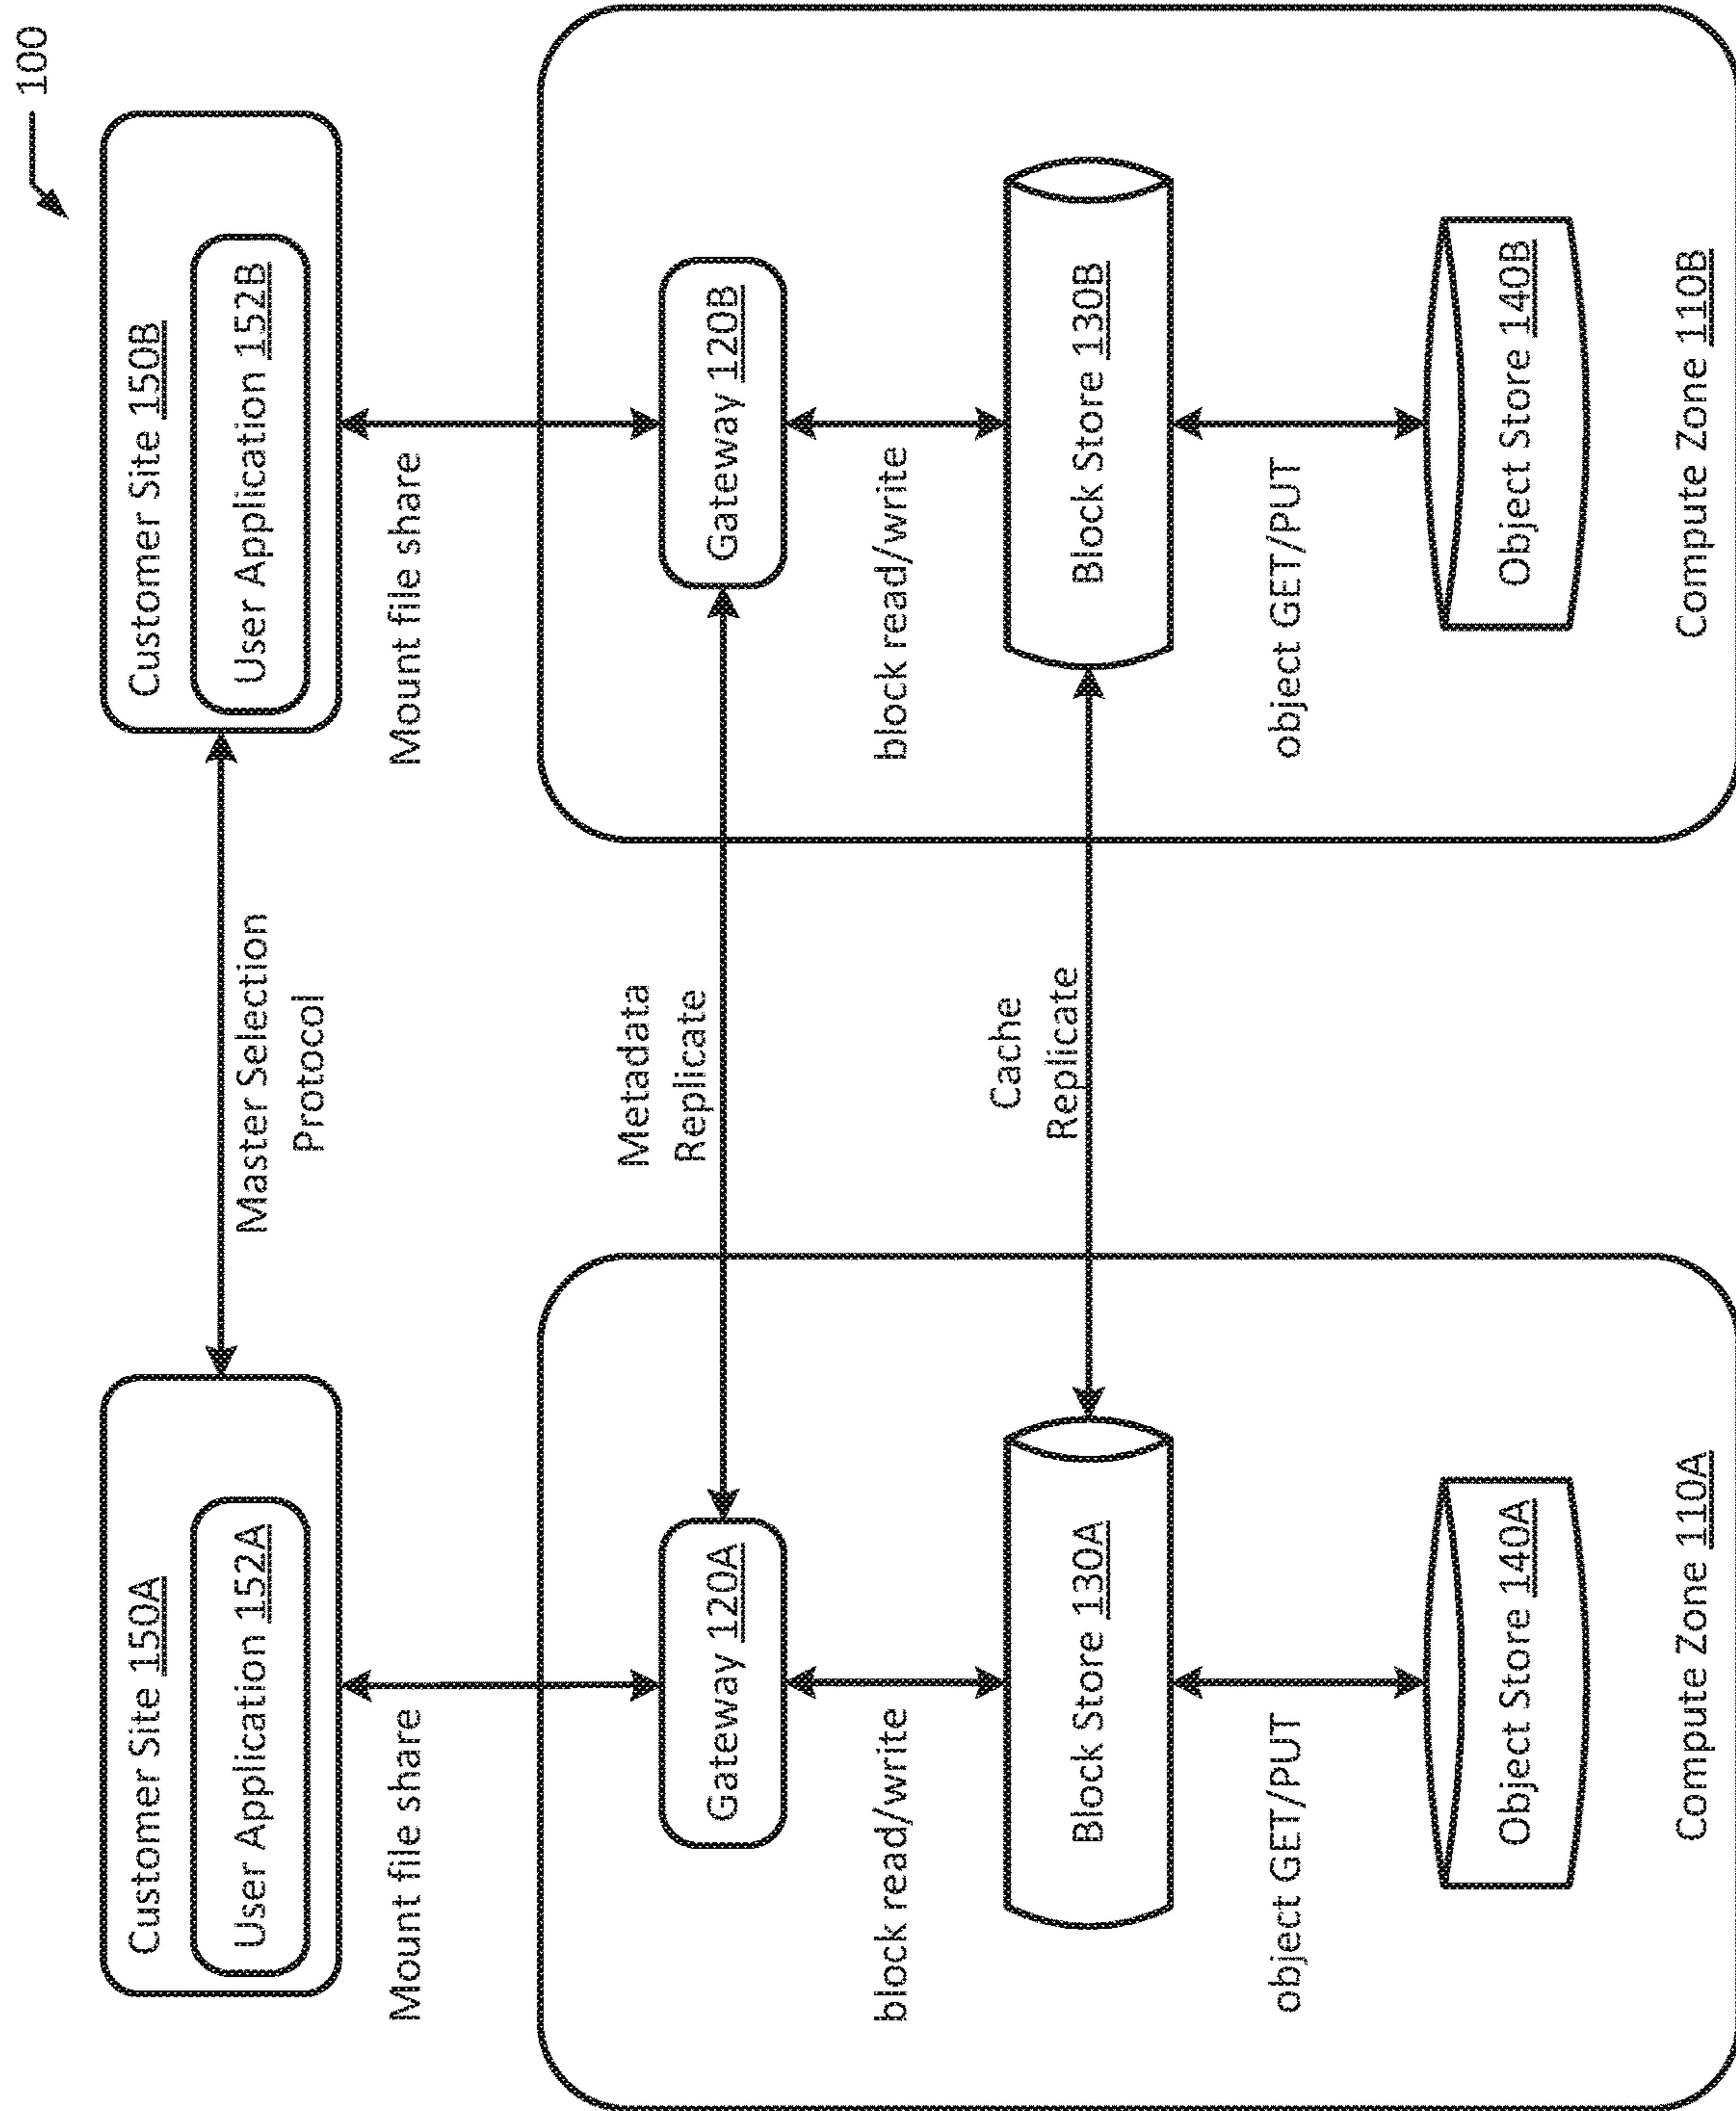 100
Customer Site 150A
User Application 152A
Master Selection
Protocol
Customer Site 150B
User Application 152B
Mount file share
Mount file share
Gateway 120A
Metadata
Replicate
Gateway 120B
block read/write
block read/write
Block Store 130A
Cache
Replicate
Block Store 130B
object GET/PUT
object GET/PUT
Object Store 140A
Object Store 140B
Compute Zone 110A
Compute Zone 110B